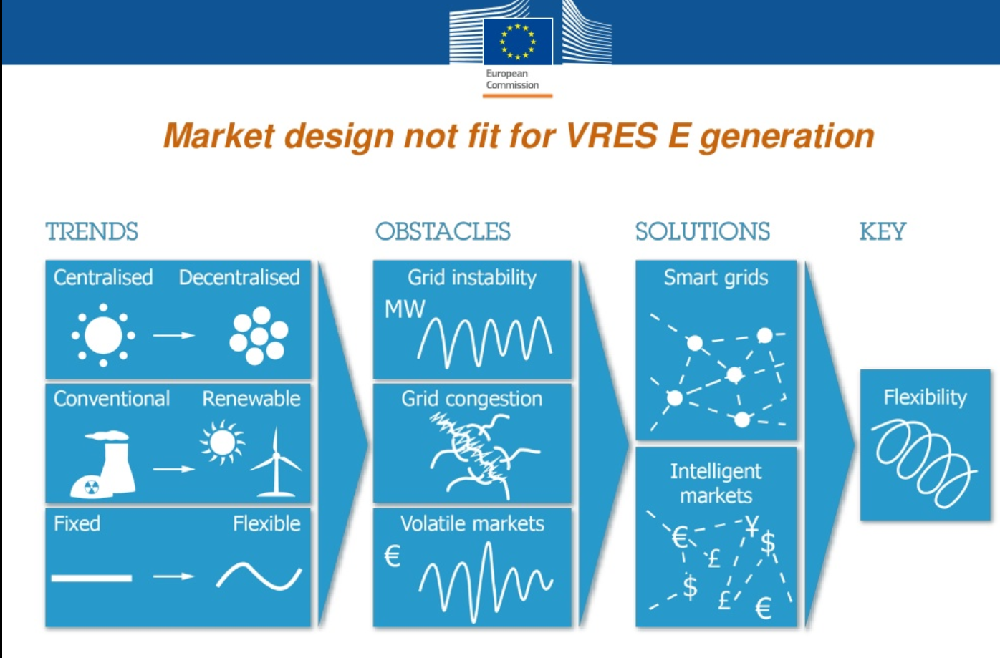 European
Commission
Market design not fit for VRES E generation
TRENDS
OBSTACLES
SOLUTIONS
KEY
Centralised
Decentralised
Conventional
Renewable
Fixed
Flexible
Grid instability
MW
Grid congestion
Volatile markets
€
Smart grids
Intelligent
markets
€
¥
$
£
$
£
€
Flexibility